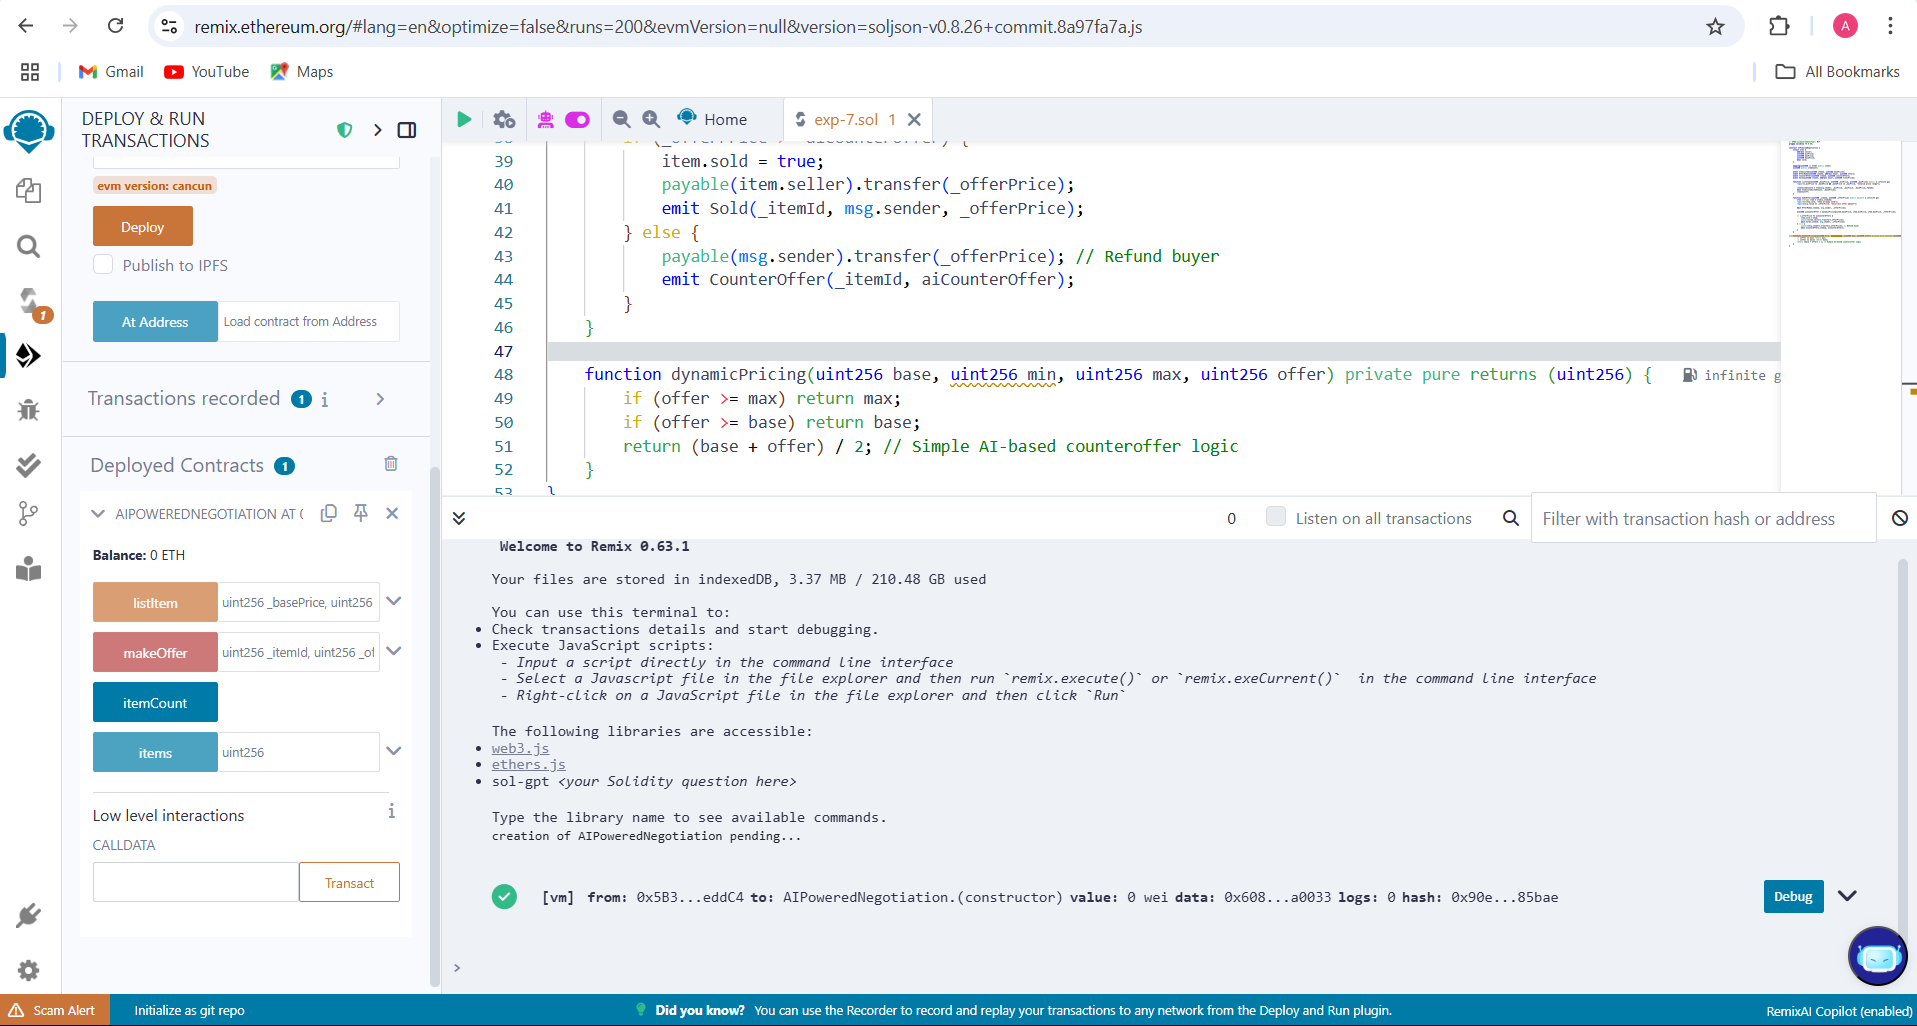 remix.ethereum.org/#lang=en&optimize=false&runs=200&evmVersion=null&version=soljson-v0.8.26+commit.8a97fa7a.js
A
Gmail YouTube Maps
All Bookmarks
DEPLOY & RUN TRANSACTIONS
evm version: cancun
Deploy
Publish to IPFS
At Address Load contract from Address
Transactions recorded 1 i
Deployed Contracts 1
AIPOWEREDNEGOTIATION AT
Balance: 0 ETH
listItem uint256 _basePrice, uint256
makeOffer uint256 _itemId, uint256 _of
itemCount
items uint256
Low level interactions i
CALLDATA
Transact
1
Home exp-7.sol 1
39 item.sold = true;
40 payable(item.seller).transfer(_offerPrice);
41 emit Sold(_itemId, msg.sender, _offerPrice);
42 } else {
43 payable(msg.sender).transfer(_offerPrice); // Refund buyer
44 emit CounterOffer(_itemId, aiCounterOffer);
45 }
46 }
47
48 function dynamicPricing(uint256 base, uint256 min, uint256 max, uint256 offer) private pure returns (uint256) { infinite g
49 if (offer >= max) return max;
50 if (offer >= base) return base;
51 return (base + offer) / 2; // Simple AI-based counteroffer logic
52 }
53 }
0 Listen on all transactions Filter with transaction hash or address
Welcome to Remix 0.63.1
Your files are stored in indexedDB, 3.37 MB / 210.48 GB used
You can use this terminal to:
• Check transactions details and start debugging.
• Execute JavaScript scripts:
- Input a script directly in the command line interface
- Select a Javascript file in the file explorer and then run `remix.execute()` or `remix.exeCurrent()` in the command line interface
- Right-click on a JavaScript file in the file explorer and then click `Run`
The following libraries are accessible:
• web3.js
• ethers.js
• sol-gpt <your Solidity question here>
Type the library name to see available commands.
creation of AIPoweredNegotiation pending...
[vm] from: 0x5B3...eddC4 to: AIPoweredNegotiation.(constructor) value: 0 wei data: 0x608...a0033 logs: 0 hash: 0x90e...85bae
Debug
>
Scam Alert Initialize as git repo Did you know? You can use the Recorder to record and replay your transactions to any network from the Deploy and Run plugin. RemixAI Copilot (enabled)